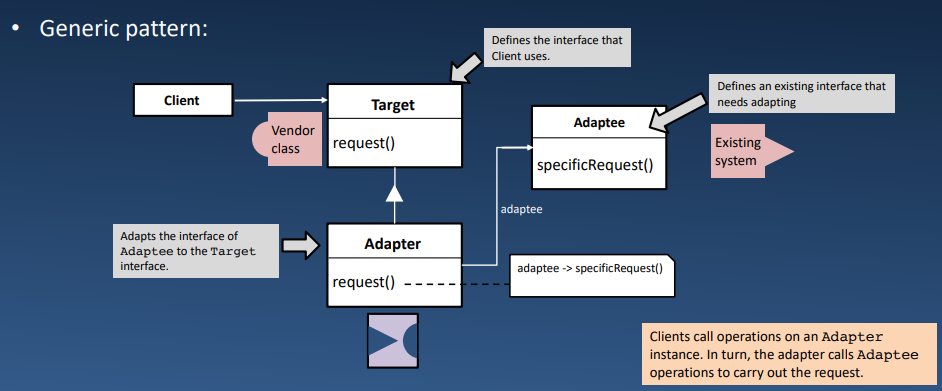 • Generic pattern:
Defines the interface that
Client uses.
Client
Target
request()
Vendor
class
Defines an existing interface that
needs adapting
Adaptee
specificRequest()
Existing
system
adaptee
Adapts the interface of
Adaptee to the Target
interface.
Adapter
request()
adaptee -> specificRequest()
Clients call operations on an Adapter
instance. In turn, the adapter calls Adaptee
operations to carry out the request.